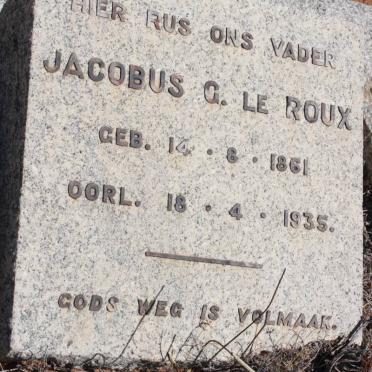 HIER RUS ONS VADER
JACOBUS G. LE ROUX
GEB. 14 · 8 · 1861
OORL. 18 · 4 · 1935.
GODS WEG IS VOLMAAK.